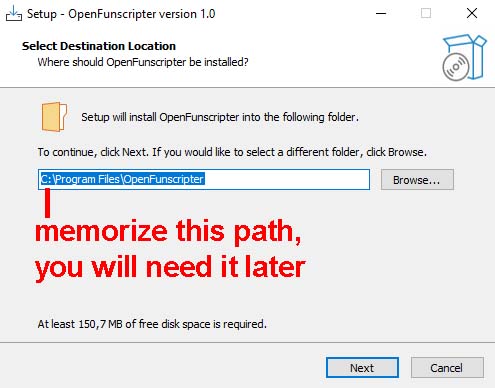 Setup - OpenFunscripter version 1.0
Select Destination Location
Where should OpenFunscripter be installed?
Setup will install OpenFunscripter into the following folder.
To continue, click Next. If you would like to select a different folder, click Browse.
C:\Program Files\OpenFunscripter
Browse...
memorize this path,
you will need it later
At least 150,7 MB of free disk space is required.
Next
Cancel